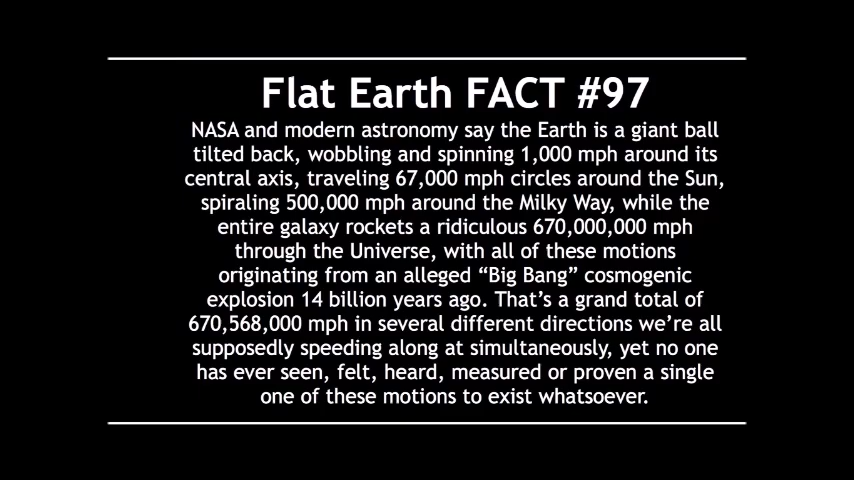 Flat Earth FACT #97
NASA and modern astronomy say the Earth is a giant ball
tilted back, wobbling and spinning 1,000 mph around its
central axis, traveling 67,000 mph circles around the Sun,
spiraling 500,000 mph around the Milky Way, while the
entire galaxy rockets a ridiculous 670,000,000 mph
through the Universe, with all of these motions
originating from an alleged “Big Bang” cosmogenic
explosion 14 billion years ago. That’s a grand total of
670,568,000 mph in several different directions we’re all
supposedly speeding along at simultaneously, yet no one
has ever seen, felt, heard, measured or proven a single
one of these motions to exist whatsoever.